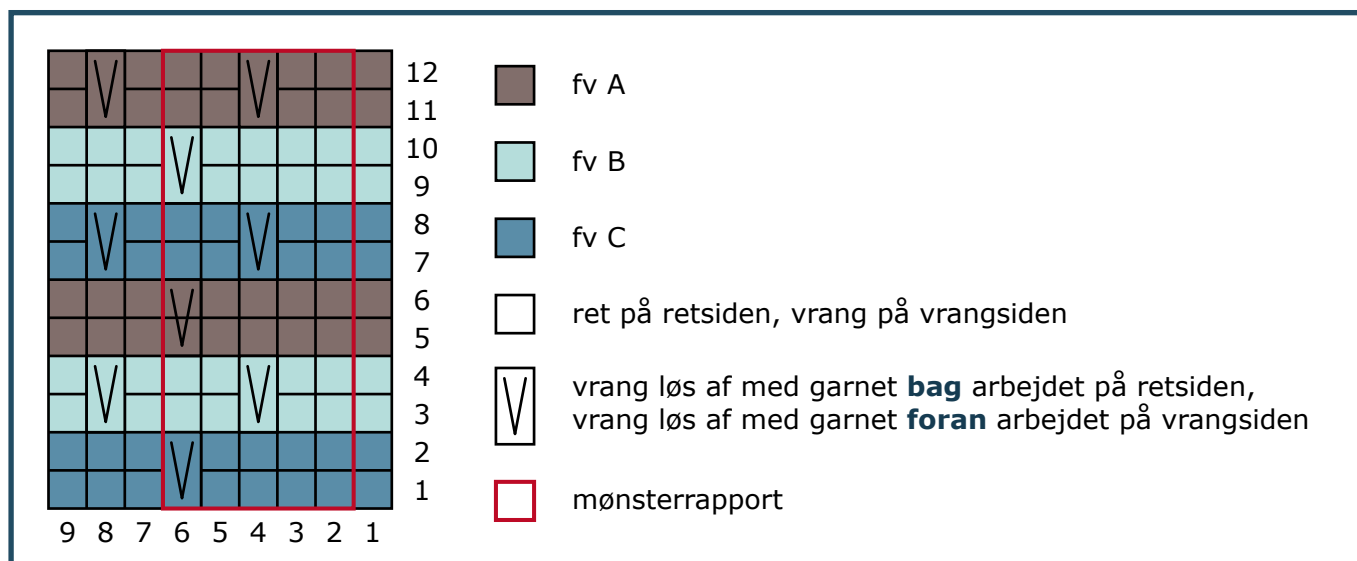 12
11
10
9
8
7
6
5
4
3
2
1
9 8 7 6 5 4 3 2 1
fv A
fv B
fv C
ret på retsiden, vrang på vrangsiden
vrang løs af med garnet bag arbejdet på retsiden,
vrang løs af med garnet foran arbejdet på vrangsiden
mønsterrapport